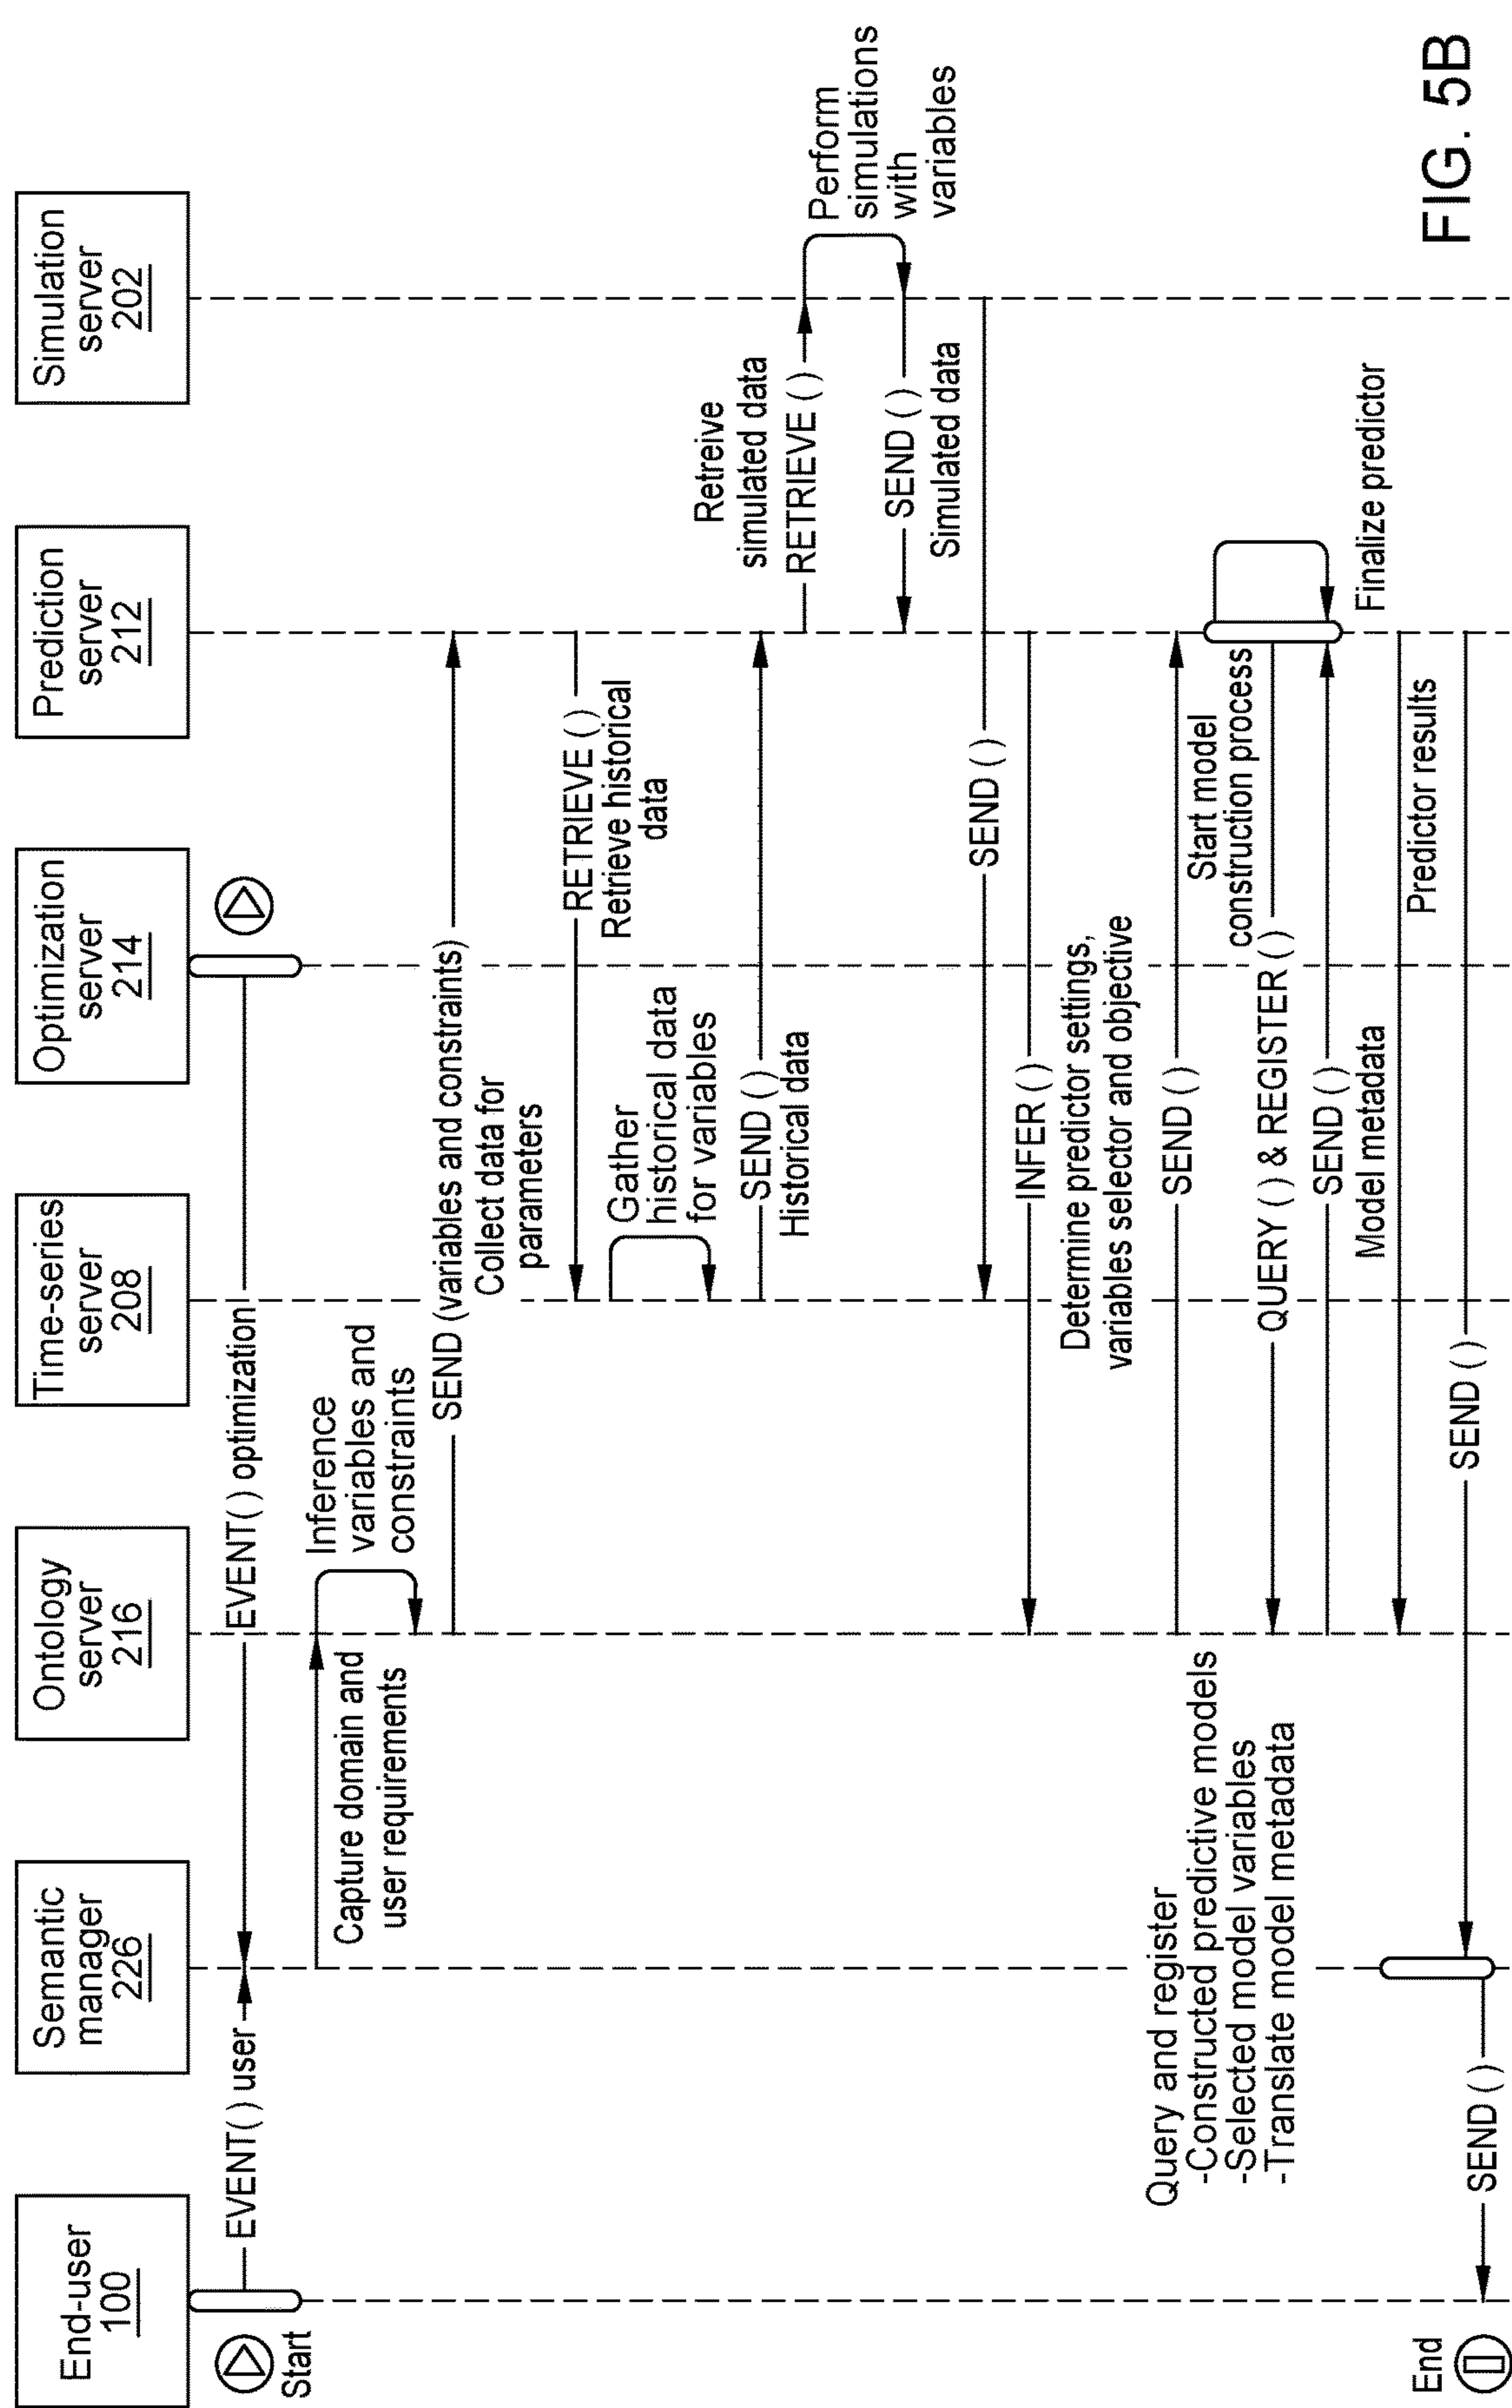 End-user
100
Semantic
manager
226
Ontology
server
216
Time-series
server
208
Optimization
server
214
Prediction
server
212
Simulation
server
202
Start
EVENT( ) user
EVENT( ) optimization
Capture domain and
user requirements
Inference
variables and
constraints
SEND (variables and constraints)
Collect data for
parameters
RETRIEVE ( )
Retrieve historical
data
Gather
historical data
for variables
SEND ( )
Historical data
Retreive
simulated data
RETRIEVE ( )
Perform
simulations
with
variables
SEND ( )
Simulated data
SEND ( )
INFER ( )
Determine predictor settings,
variables selector and objective
SEND ( )
Start model
construction process
Query and register
-Constructed predictive models
-Selected model variables
-Translate model metadata
QUERY ( ) & REGISTER ( )
SEND ( )
Model metadata
Finalize predictor
Predictor results
SEND ( )
SEND ( )
End
FIG. 5B